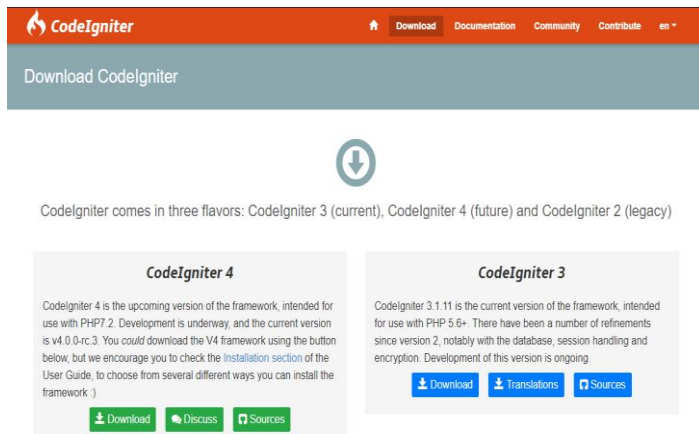 CodeIgniter
Download Documentation Community Contribute en
Download CodeIgniter
CodeIgniter comes in three flavors: CodeIgniter 3 (current), CodeIgniter 4 (future) and CodeIgniter 2 (legacy)
CodeIgniter 4
CodeIgniter 4 is the upcoming version of the framework, intended for
use with PHP7.2. Development is underway, and the current version
is v4.0.0-rc.3. You could download the V4 framework using the button
below, but we encourage you to check the Installation section of the
User Guide, to choose from several different ways you can install the
framework :)
Download Discuss Sources
CodeIgniter 3
CodeIgniter 3.1.11 is the current version of the framework, intended
for use with PHP 5.6+. There have been a number of refinements
since version 2, notably with the database, session handling and
encryption. Development of this version is ongoing.
Download Translations Sources